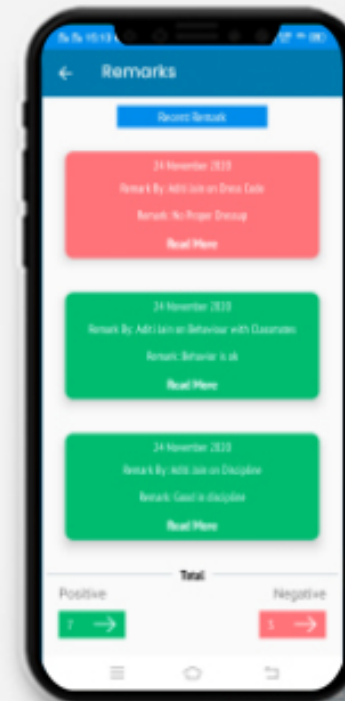 15:13
Remarks
Recent Remark
24 November 2020
Remark By: Aditi Jain on Dress Code
Remark: No Proper Dressup
Read More
24 November 2020
Remark By: Aditi Jain on Behaviour with Classmates
Remark: Behavior is ok
Read More
24 November 2020
Remark By: Aditi Jain on Discipline
Remark: Good in discipline
Read More
Total
Positive
Negative
7